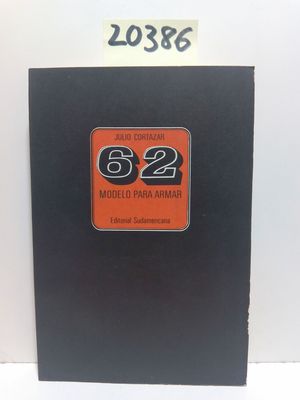 20386
JULIO CORTAZAR
62
MODELO PARA ARMAR
Editorial Sudamericana